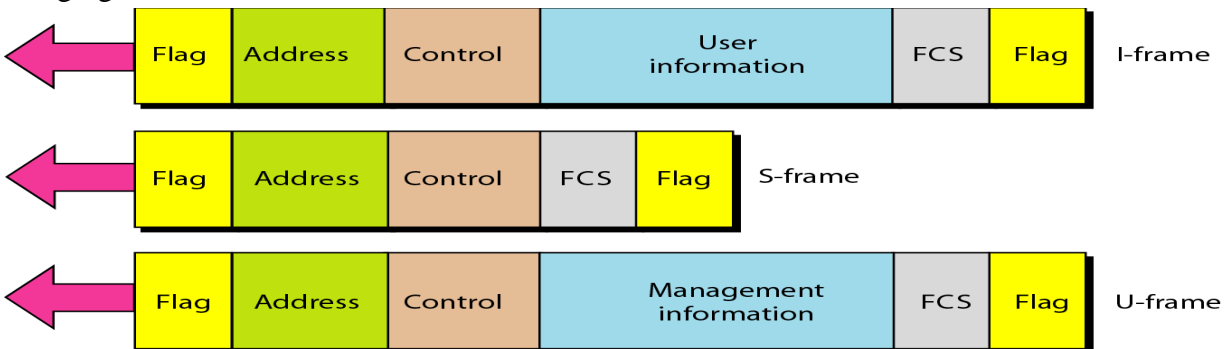 Flag Address Control User information FCS Flag I-frame
Flag Address Control FCS Flag S-frame
Flag Address Control Management information FCS Flag U-frame